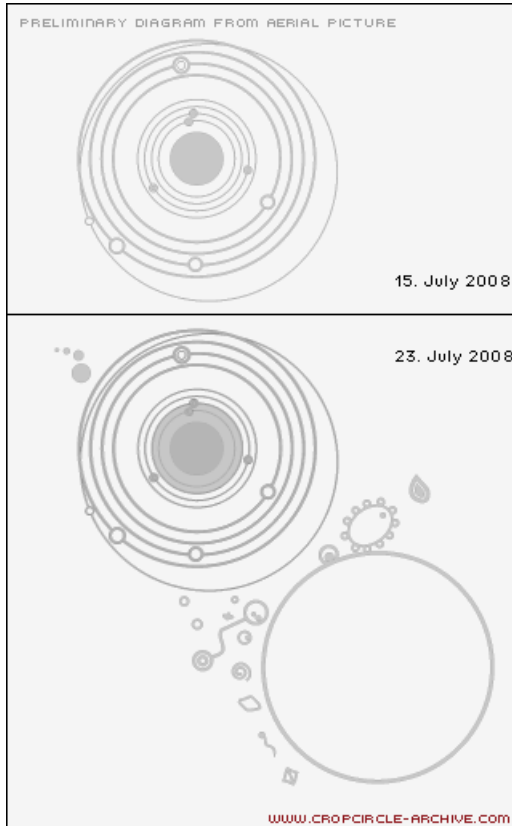 PRELIMINARY DIAGRAM FROM AERIAL PICTURE
15. July 2008
23. July 2008
WWW.CROPCIRCLE-ARCHIVE.COM